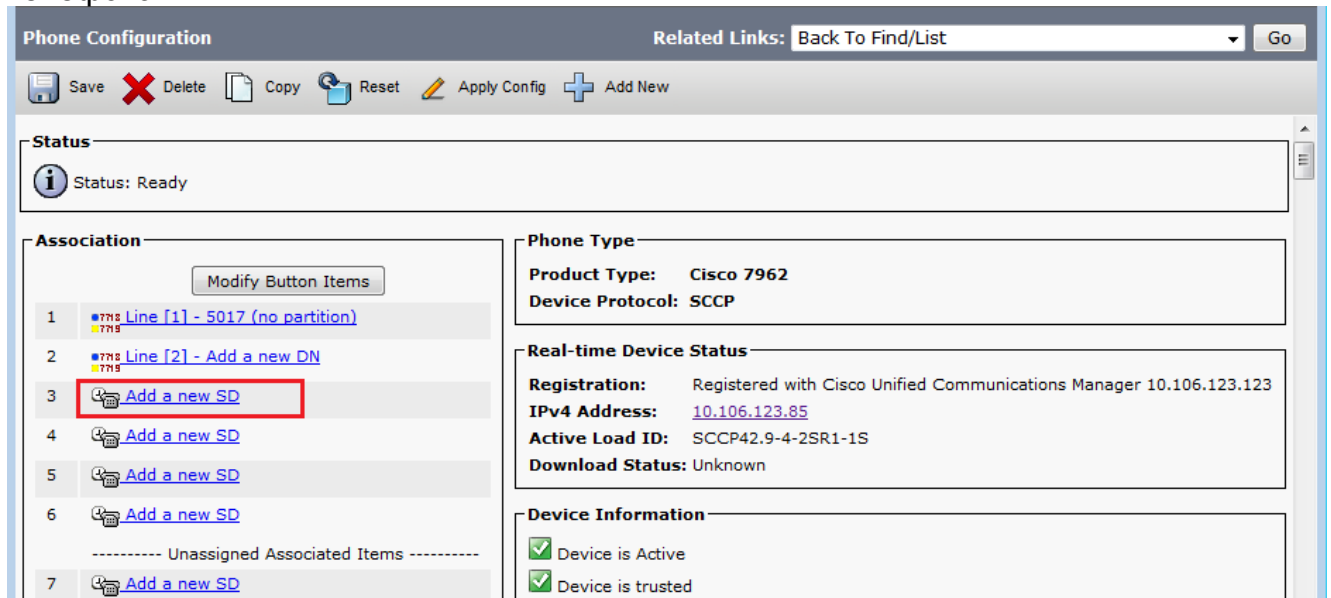 Phone Configuration
Related Links: Back To Find/List Go
Save Delete Copy Reset Apply Config Add New
Status
Status: Ready
Association
Modify Button Items
1 Line [1] - 5017 (no partition)
2 Line [2] - Add a new DN
3 Add a new SD
4 Add a new SD
5 Add a new SD
6 Add a new SD
---------- Unassigned Associated Items ----------
7 Add a new SD
Phone Type
Product Type: Cisco 7962
Device Protocol: SCCP
Real-time Device Status
Registration: Registered with Cisco Unified Communications Manager 10.106.123.123
IPv4 Address: 10.106.123.85
Active Load ID: SCCP42.9-4-2SR1-1S
Download Status: Unknown
Device Information
Device is Active
Device is trusted